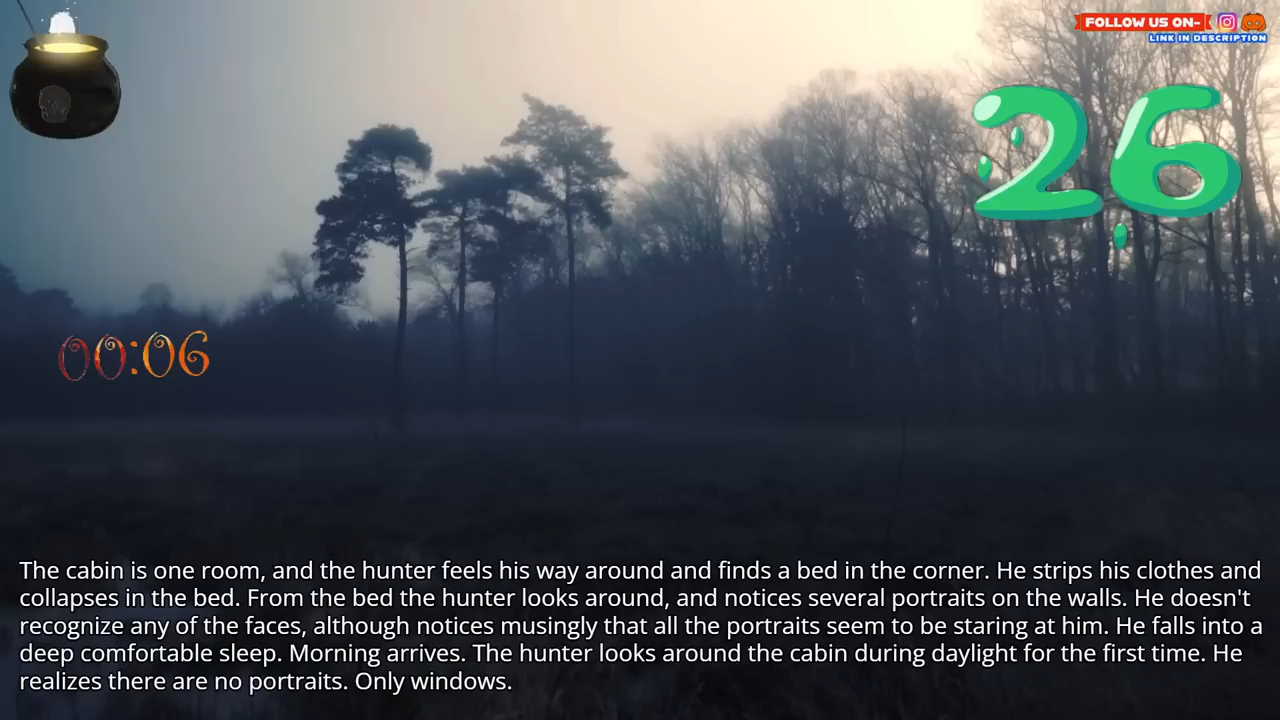 FOLLOW US ON-
LINK IN DESCRIPTION
26
00:06
The cabin is one room, and the hunter feels his way around and finds a bed in the corner. He strips his clothes and
collapses in the bed. From the bed the hunter looks around, and notices several portraits on the walls. He doesn't
recognize any of the faces, although notices musingly that all the portraits seem to be staring at him. He falls into a
deep comfortable sleep. Morning arrives. The hunter looks around the cabin during daylight for the first time. He
realizes there are no portraits. Only windows.